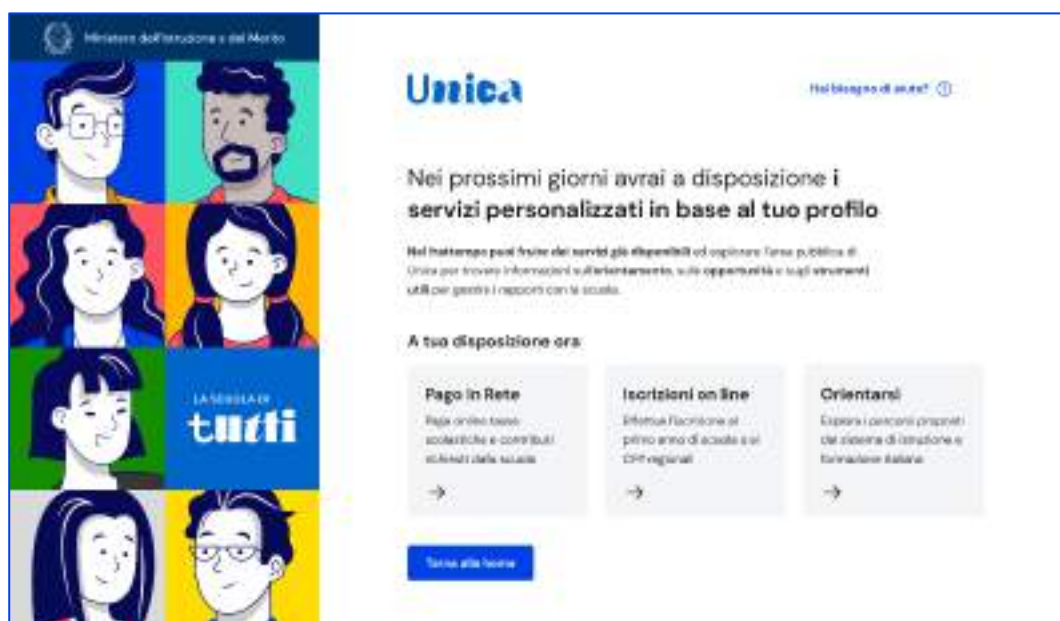 Ministero dell'Istruzione e del Merito
Unica
Hai bisogno di aiuto?
Nei prossimi giorni avrai a disposizione i
servizi personalizzati in base al tuo profilo
Nel frattempo puoi fruire dei servizi già disponibili ed esplorare l'area pubblica di
Unica per trovare informazioni sull'orientamento, sulle opportunità e sugli strumenti
utili per gestire i rapporti con la scuola.
A tua disposizione ora
Pago In Rete
Paga online tasse
scolastiche e contributi
richiesti dalle scuole
Iscrizioni on line
Effettua l'iscrizione al
primo anno di scuola o ai
CFP regionali
Orientarsi
Esplora i percorsi proposti
dal sistema di istruzione e
formazione italiano
LA SCUOLA DI
tutti
Torna alla home